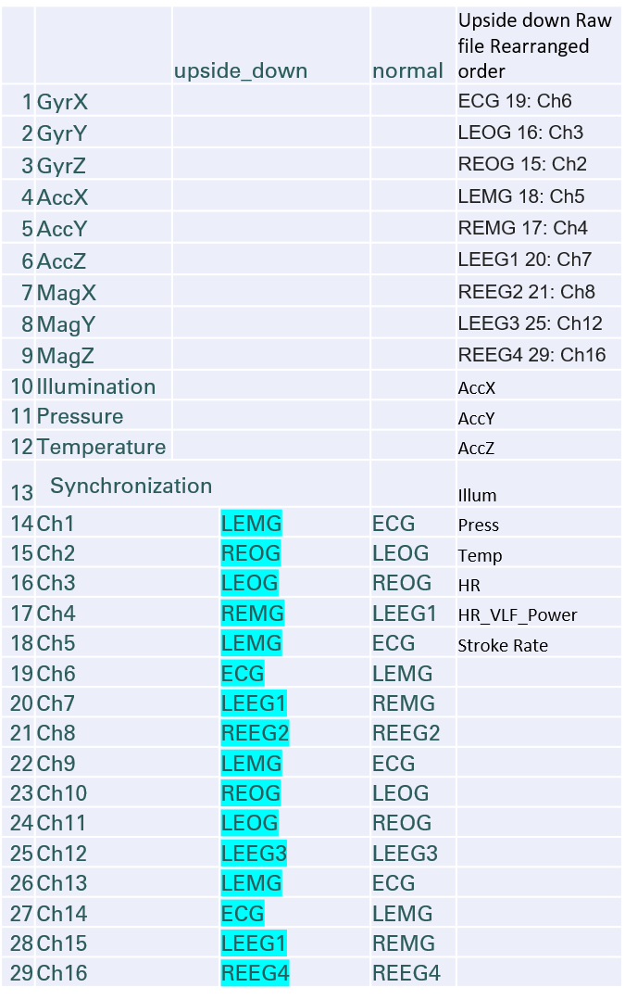 upside_down normal Upside down Raw
file Rearranged
order
1 GyrX ECG 19: Ch6
2 GyrY LEOG 16: Ch3
3 GyrZ REOG 15: Ch2
4 AccX LEMG 18: Ch5
5 AccY REMG 17: Ch4
6 AccZ LEEG1 20: Ch7
7 MagX REEG2 21: Ch8
8 MagY LEEG3 25: Ch12
9 MagZ REEG4 29: Ch16
10 Illumination AccX
11 Pressure AccY
12 Temperature AccZ
13 Synchronization Illum
14 Ch1 LEMG ECG Press
15 Ch2 REOG LEOG Temp
16 Ch3 LEOG REOG HR
17 Ch4 REMG LEEG1 HR_VLF_Power
18 Ch5 LEMG ECG Stroke Rate
19 Ch6 ECG LEMG
20 Ch7 LEEG1 REMG
21 Ch8 REEG2 REEG2
22 Ch9 LEMG ECG
23 Ch10 REOG LEOG
24 Ch11 LEOG REOG
25 Ch12 LEEG3 LEEG3
26 Ch13 LEMG ECG
27 Ch14 ECG LEMG
28 Ch15 LEEG1 REMG
29 Ch16 REEG4 REEG4